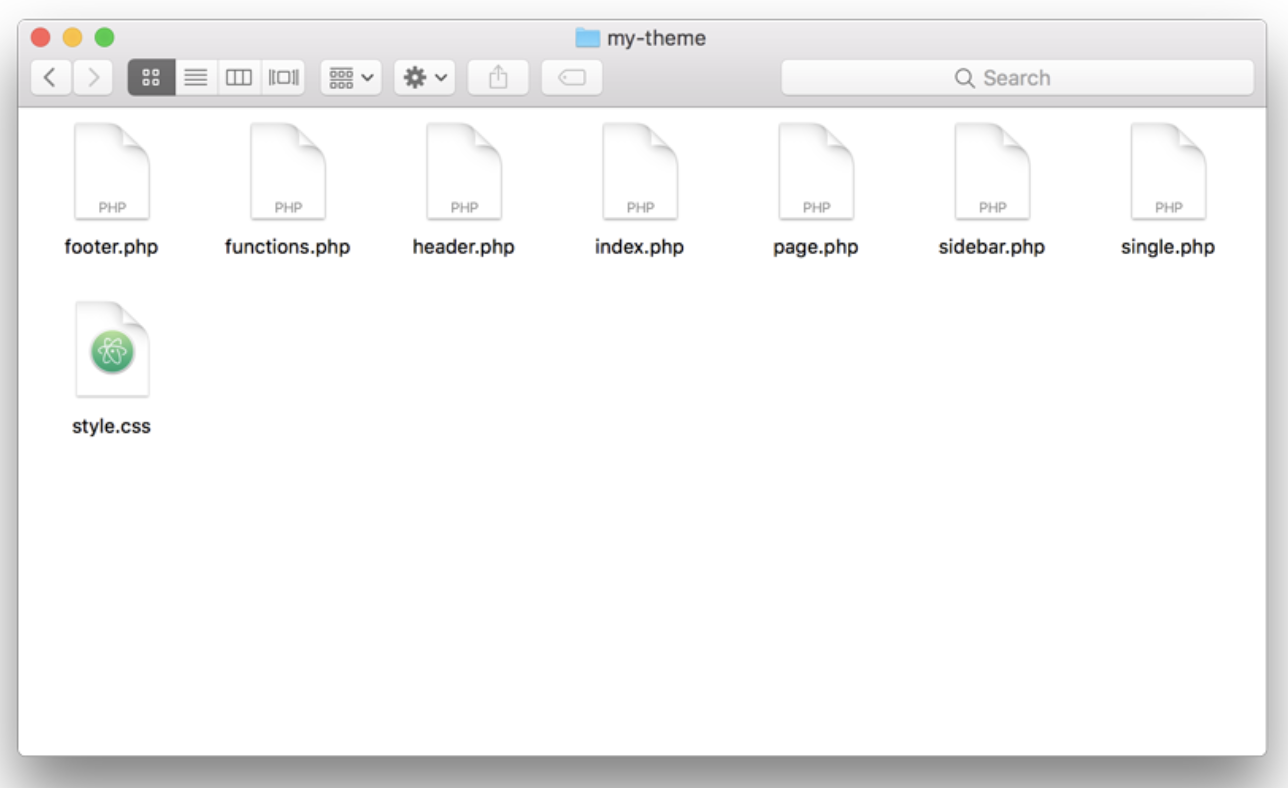 my-theme
Search
PHP PHP PHP PHP PHP PHP PHP
footer.php functions.php header.php index.php page.php sidebar.php single.php
style.css